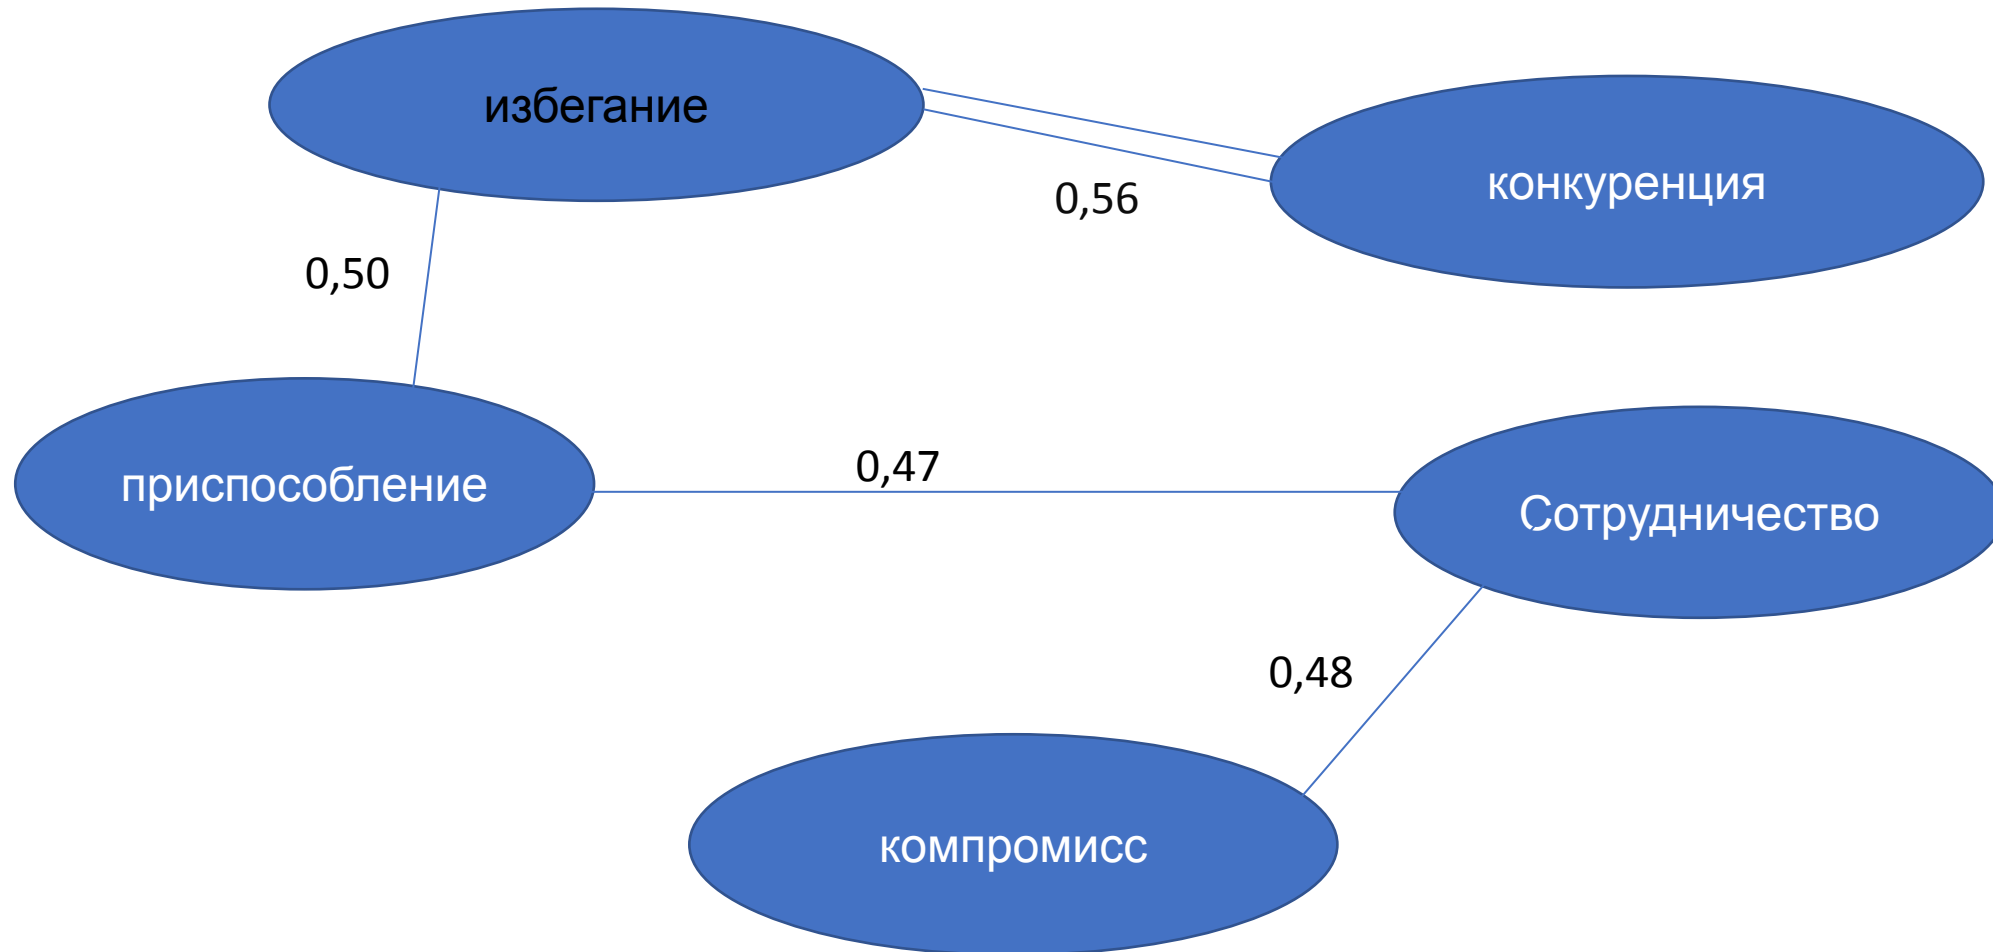 избегание
конкуренция
0,56
0,50
приспособление
0,47
Сотрудничество
0,48
компромисс